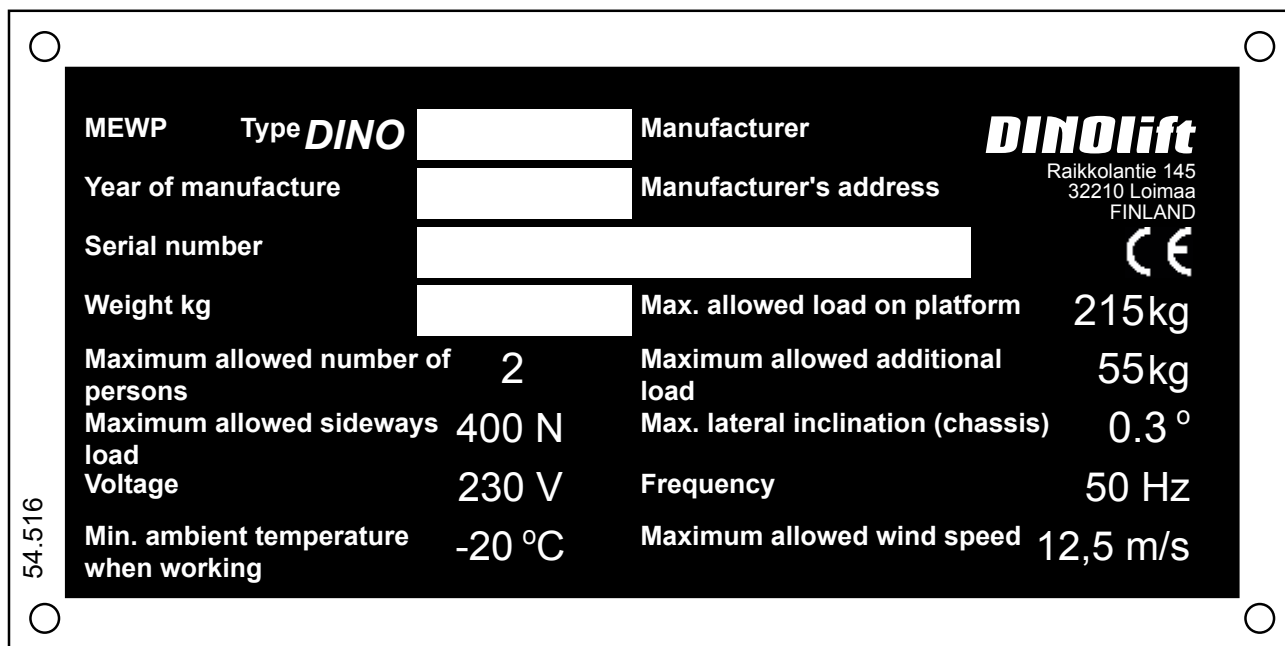 MEWP Type DINO Manufacturer DINOlift
Raikkolantie 145
Year of manufacture Manufacturer's address 32210 Loimaa
FINLAND
Serial number CE
Weight kg Max. allowed load on platform 215kg
Maximum allowed number of persons 2 Maximum allowed additional load 55kg
Maximum allowed sideways load 400 N Max. lateral inclination (chassis) 0.3 º
Voltage 230 V Frequency 50 Hz
Min. ambient temperature when working -20 ºC Maximum allowed wind speed 12,5 m/s
54.516